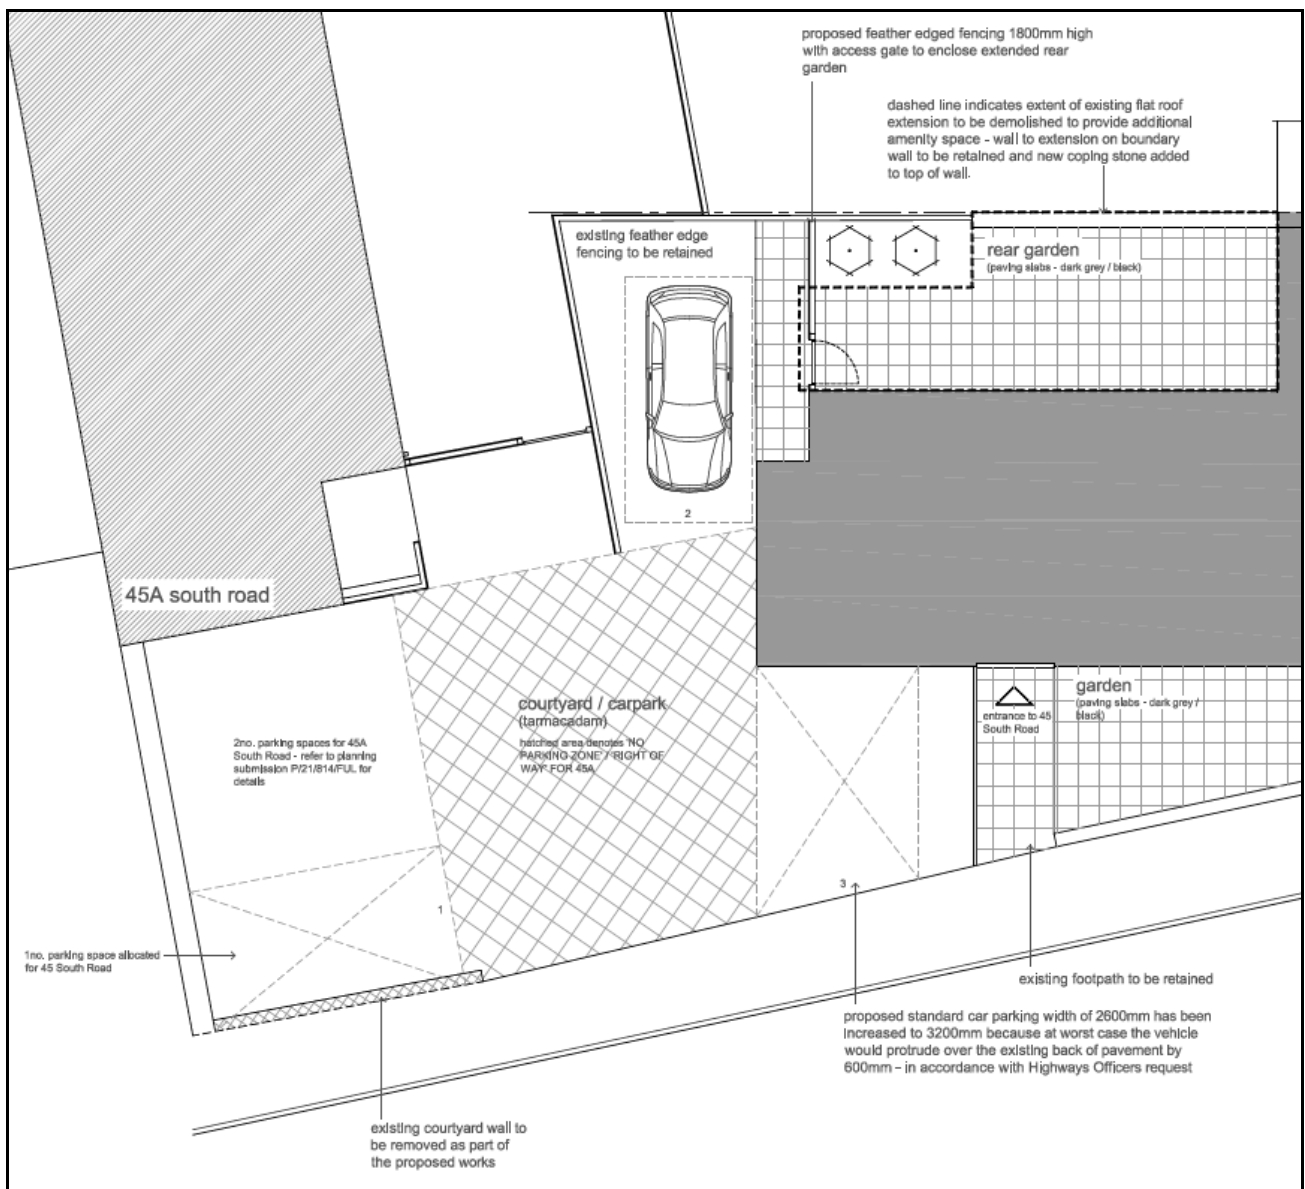 proposed feather edged fencing 1800mm high
with access gate to enclose extended rear
garden
dashed line indicates extent of existing flat roof
extension to be demolished to provide additional
amenity space - wall to extension on boundary
wall to be retained and new coping stone added
to top of wall.
existing feather edge
fencing to be retained
rear garden
(paving slabs - dark grey / black)
2
45A south road
courtyard / carpark
(tarmacadam)
hatched area denotes 'NO
PARKING ZONE' / 'RIGHT OF
WAY' FOR 45A
garden
(paving slabs - dark grey /
black)
entrance to 45
South Road
2no. parking spaces for 45A
South Road - refer to planning
submission P/21/814/FUL for
details
1
3
1no. parking space allocated
for 45 South Road
existing footpath to be retained
proposed standard car parking width of 2600mm has been
increased to 3200mm because at worst case the vehicle
would protrude over the existing back of pavement by
600mm - in accordance with Highways Officers request
existing courtyard wall to
be removed as part of
the proposed works